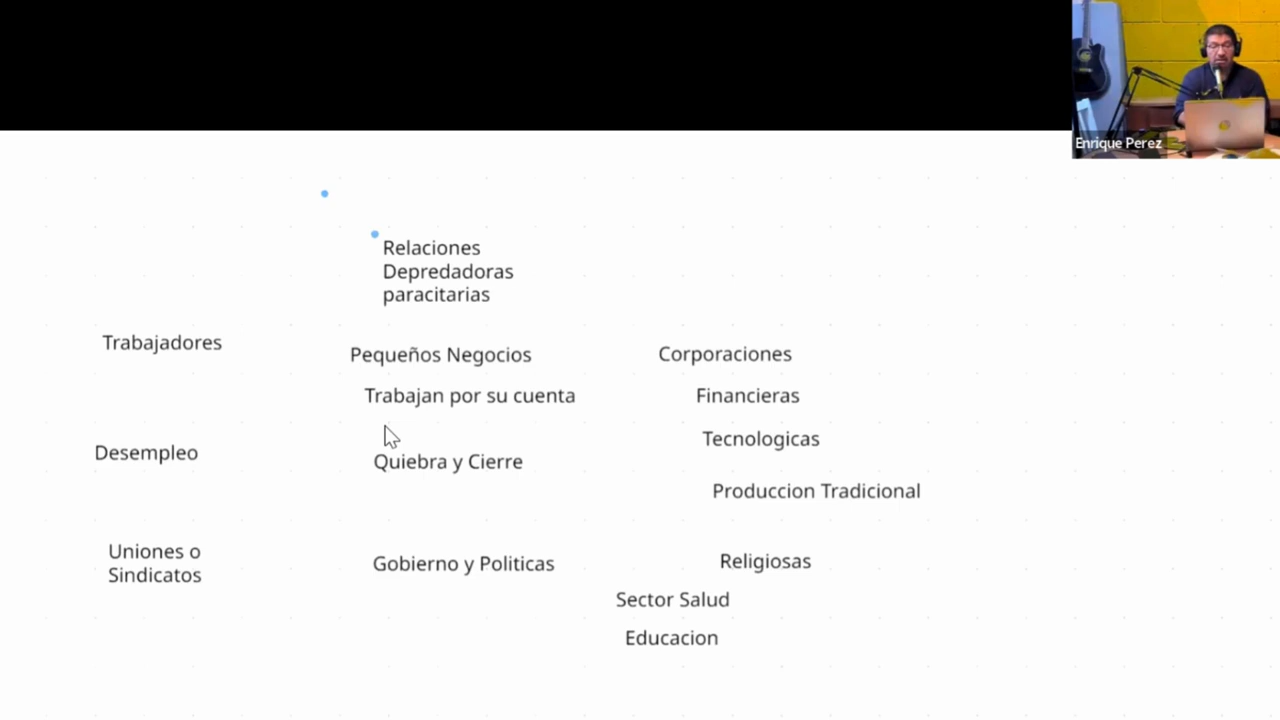 Enrique Perez
Relaciones
Depredadoras
paracitarias
Trabajadores
Pequeños Negocios
Corporaciones
Trabajan por su cuenta
Financieras
Tecnologicas
Desempleo
Quiebra y Cierre
Produccion Tradicional
Uniones o
Sindicatos
Gobierno y Politicas
Religiosas
Sector Salud
Educacion